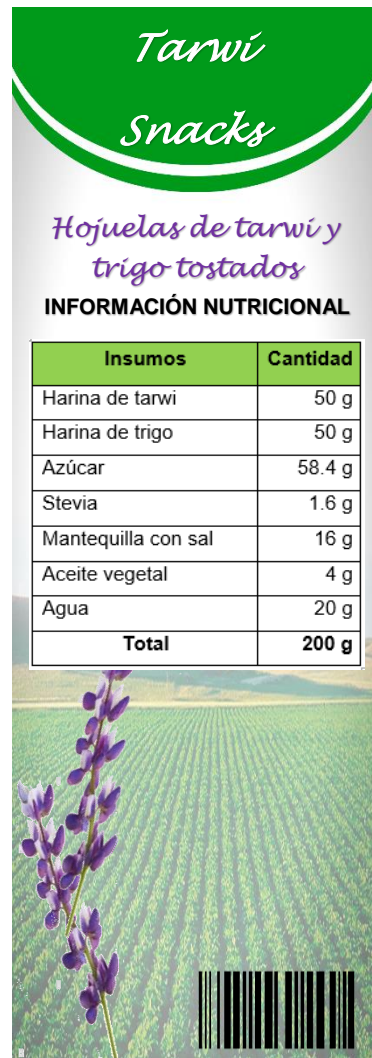 Tarwi
Snacks
Hojuelas de tarwi y
trigo tostados
INFORMACIÓN NUTRICIONAL
Insumos Cantidad
Harina de tarwi 50 g
Harina de trigo 50 g
Azúcar 58.4 g
Stevia 1.6 g
Mantequilla con sal 16 g
Aceite vegetal 4 g
Agua 20 g
Total 200 g